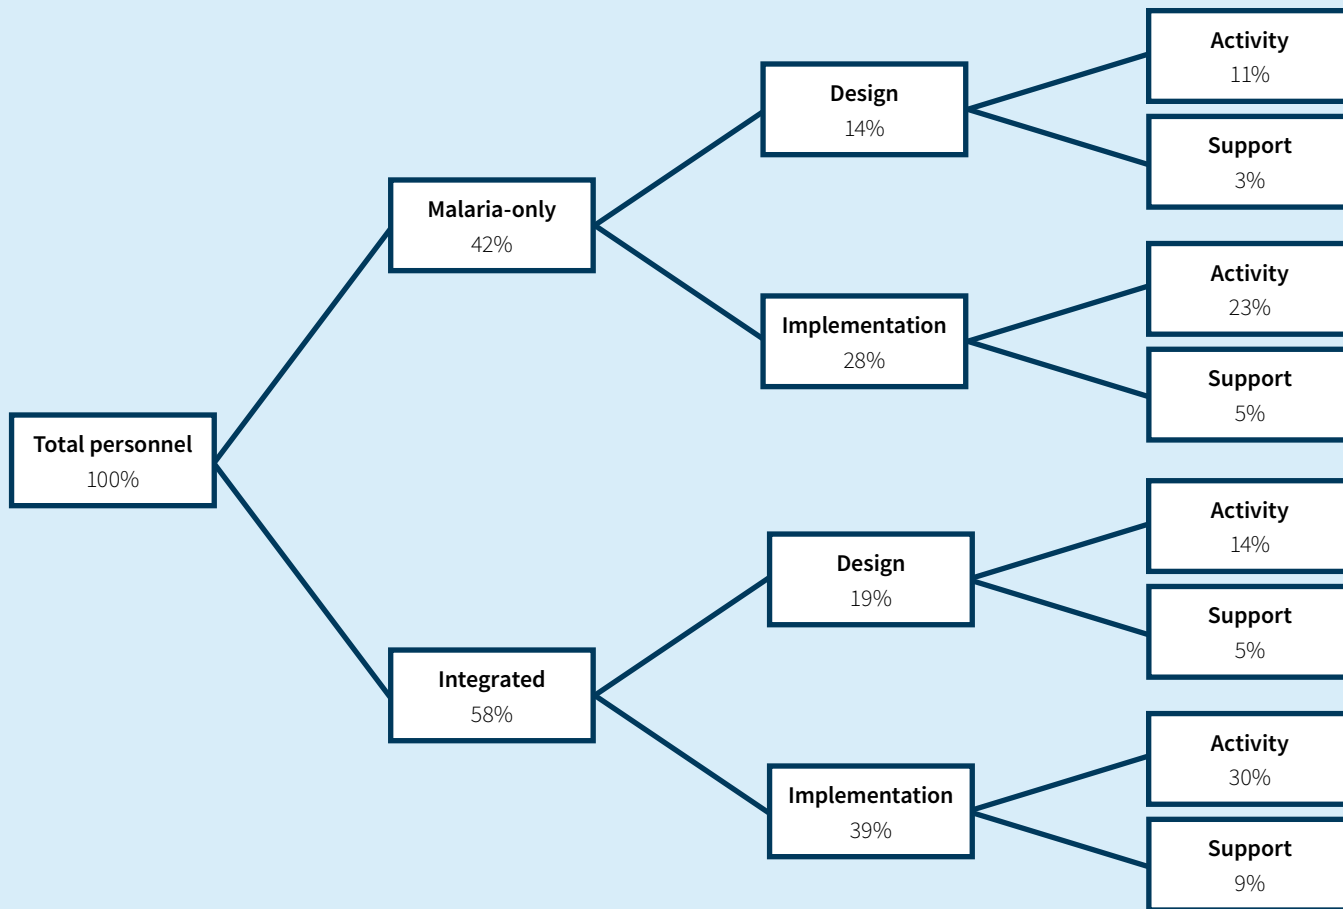 Total personnel
100%
Malaria-only
42%
Integrated
58%
Design
14%
Implementation
28%
Design
19%
Implementation
39%
Activity
11%
Support
3%
Activity
23%
Support
5%
Activity
14%
Support
5%
Activity
30%
Support
9%